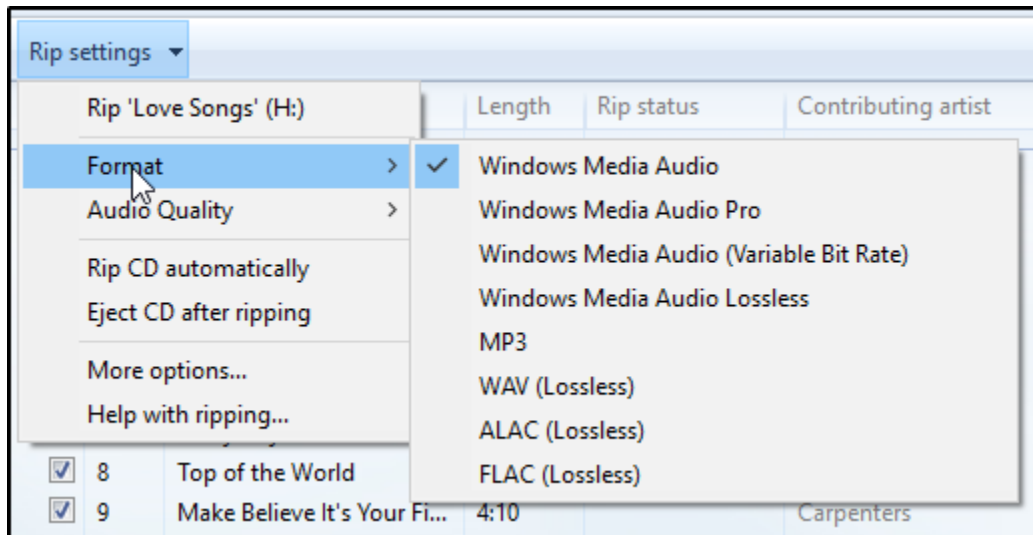 Rip settings
Rip 'Love Songs' (H:)
Length Rip status Contributing artist
Format
Audio Quality
Rip CD automatically
Eject CD after ripping
More options...
Help with ripping...
Windows Media Audio
Windows Media Audio Pro
Windows Media Audio (Variable Bit Rate)
Windows Media Audio Lossless
MP3
WAV (Lossless)
ALAC (Lossless)
FLAC (Lossless)
8 Top of the World
9 Make Believe It's Your Fi... 4:10 Carpenters